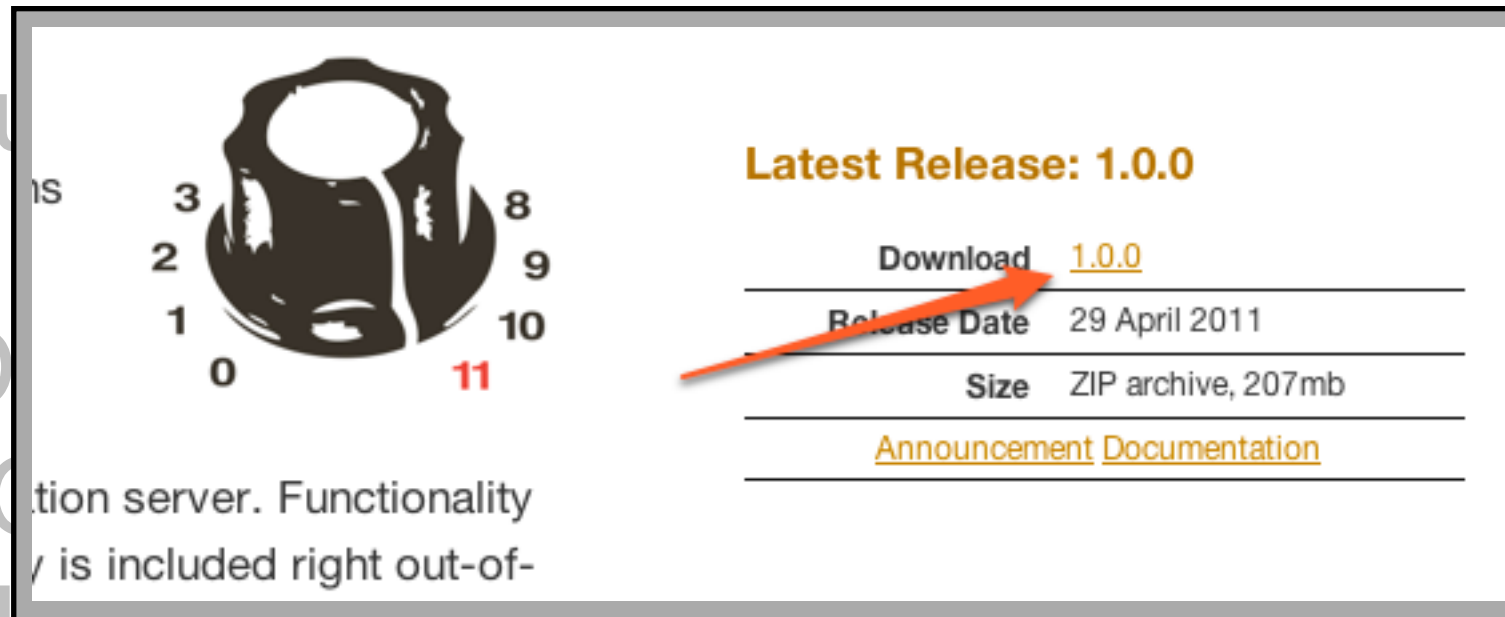 3
2
1
0
8
9
10
11
Latest Release: 1.0.0
Download 1.0.0
Release Date 29 April 2011
Size ZIP archive, 207mb
Announcement Documentation
tion server. Functionality
is included right out-of-